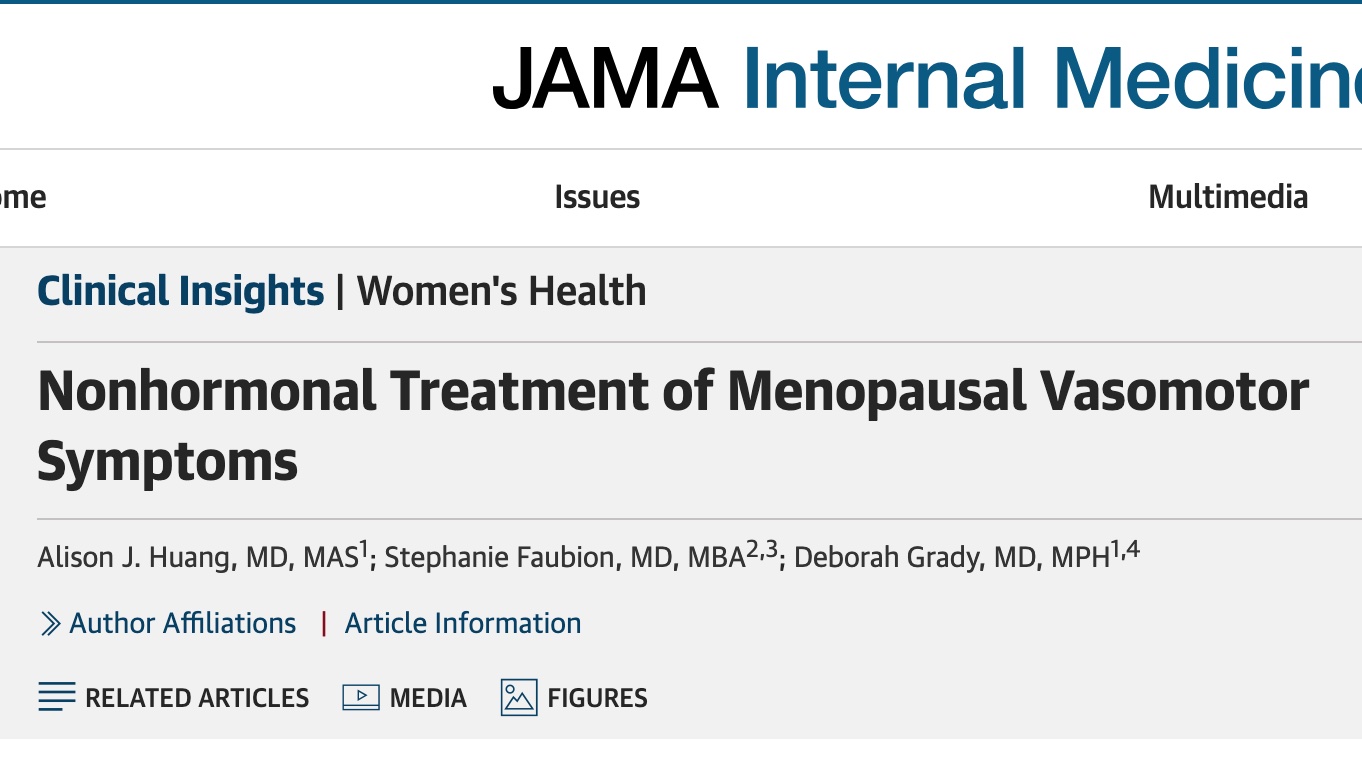 JAMA Internal Medicine
ome
Issues
Multimedia
Clinical Insights | Women's Health
Nonhormonal Treatment of Menopausal Vasomotor
Symptoms
Alison J. Huang, MD, MAS1; Stephanie Faubion, MD, MBA2,3; Deborah Grady, MD, MPH1,4
Author Affiliations | Article Information
RELATED ARTICLES MEDIA FIGURES